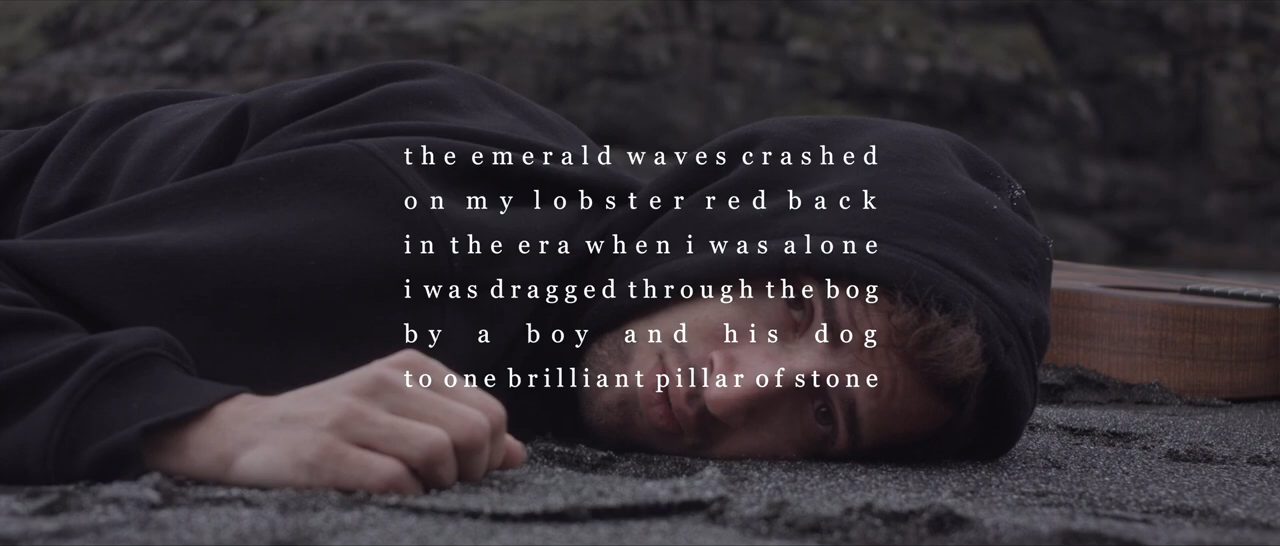 the emerald waves crashed
on my lobster red back
in the era when i was alone
i was dragged through the bog
by a boy and his dog
to one brilliant pillar of stone